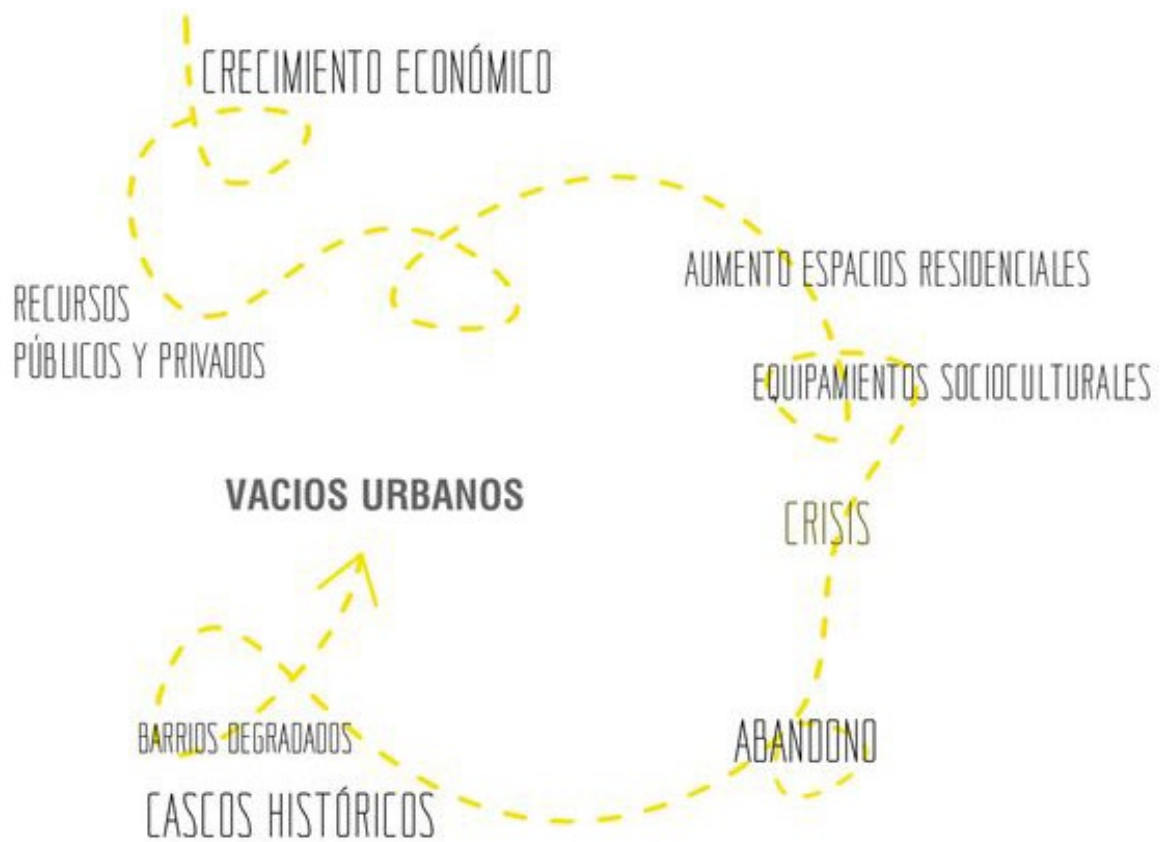 CRECIMIENTO ECONÓMICO
RECURSOS
PÚBLICOS Y PRIVADOS
AUMENTO ESPACIOS RESIDENCIALES
EQUIPAMIENTOS SOCIOCULTURALES
CRISIS
ABANDONO
BARRIOS DEGRADADOS
CASCOS HISTÓRICOS
VACIOS URBANOS